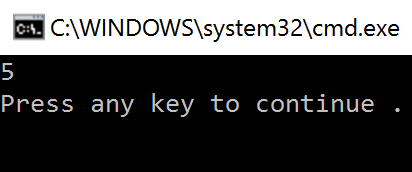 C:\WINDOWS\system32\cmd.exe
5
Press any key to continue .